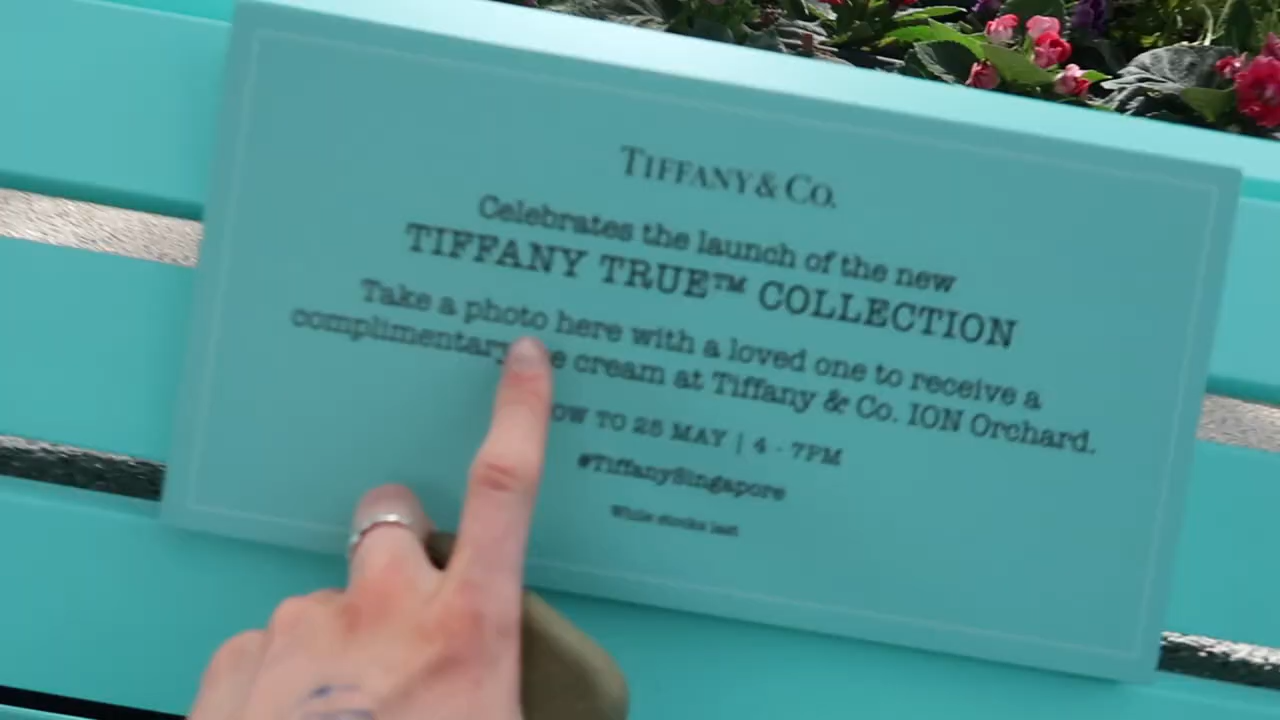 TIFFANY & CO.
Celebrates the launch of the new
TIFFANY TRUE™ COLLECTION
Take a photo here with a loved one to receive a
complimentary cream at Tiffany & Co. ION Orchard.
TO 25 MAY | 4 - 7PM
#TiffanySingapore
While stocks last